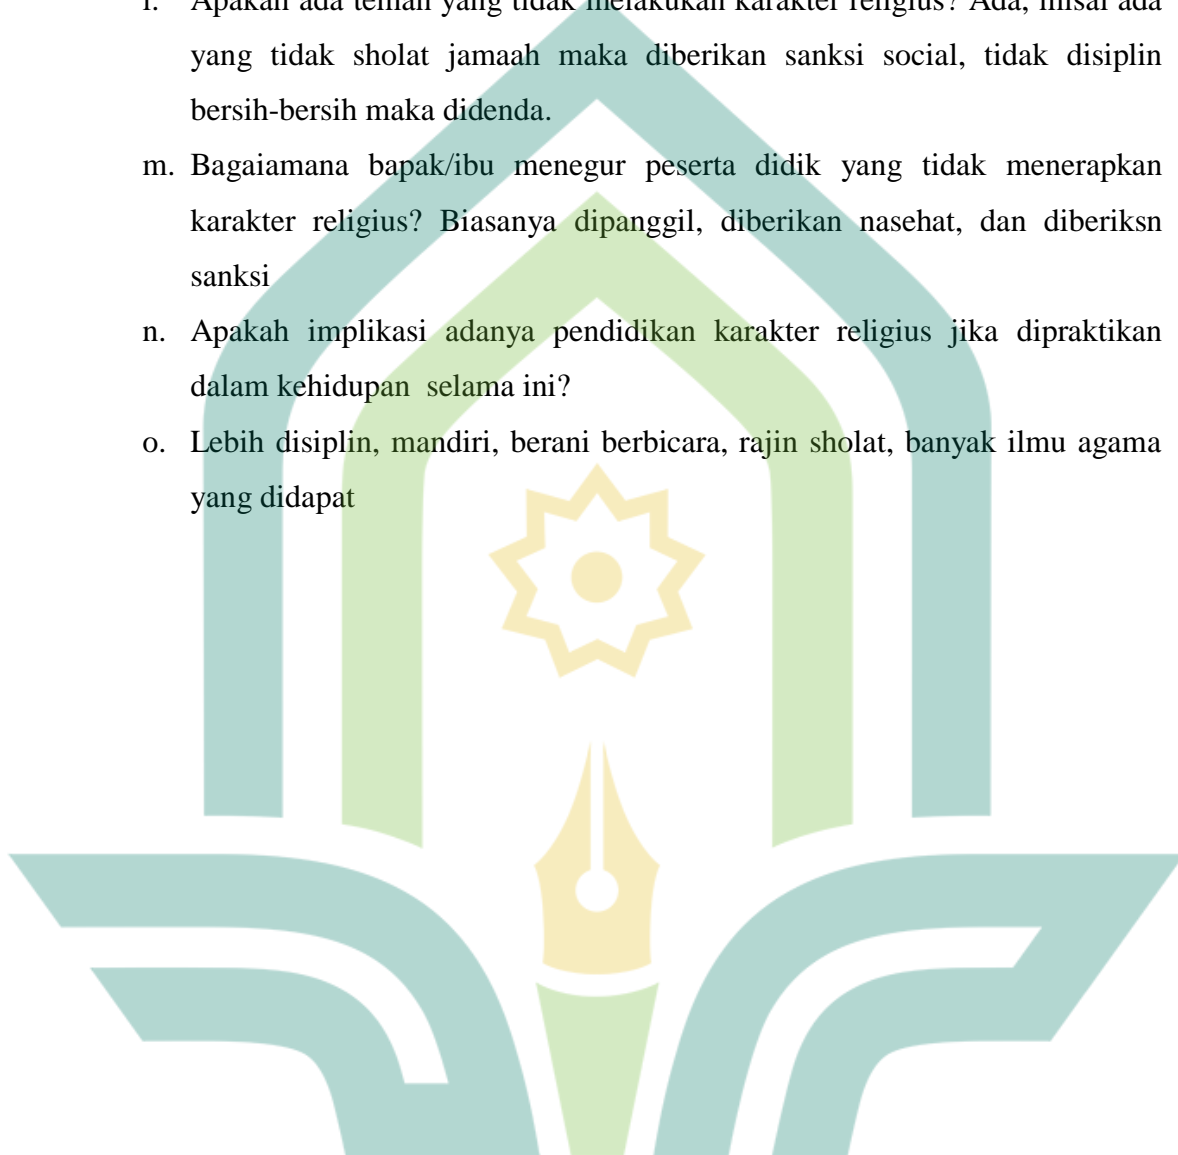 l. Apakah ada teman yang tidak melakukan karakter religius? Ada, misal ada
yang tidak sholat jamaah maka diberikan sanksi social, tidak disiplin
bersih-bersih maka didenda.
m. Bagaiamana bapak/ibu menegur peserta didik yang tidak menerapkan
karakter religius? Biasanya dipanggil, diberikan nasehat, dan diberiksn
sanksi
n. Apakah implikasi adanya pendidikan karakter religius jika dipraktikan
dalam kehidupan selama ini?
o. Lebih disiplin, mandiri, berani berbicara, rajin sholat, banyak ilmu agama
yang didapat